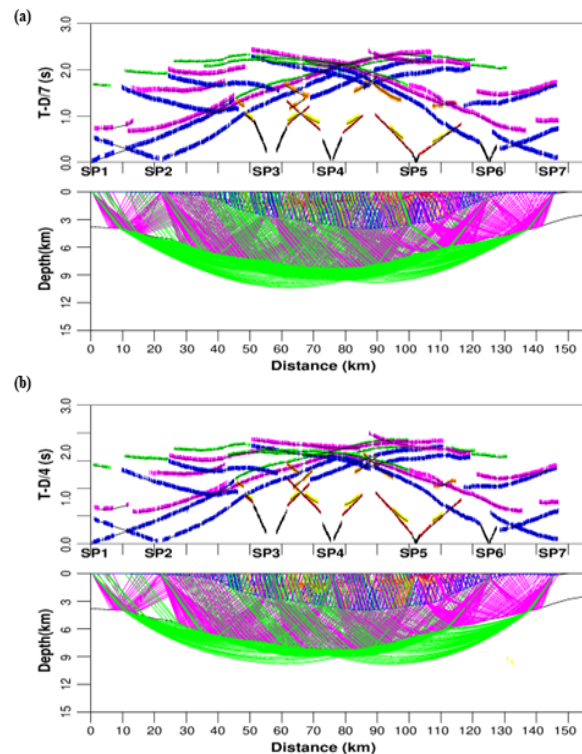 (a)
T-D/7 (s)
3.0
2.0
1.0
0.0
SP1 SP2 SP3 SP4 SP5 SP6 SP7
Depth(km)
0
3
6
9
12
15
0 10 20 30 40 50 60 70 80 90 100 110 120 130 140 150
Distance (km)
(b)
T-D/4 (s)
3.0
2.0
1.0
0.0
SP1 SP2 SP3 SP4 SP5 SP6 SP7
Depth(km)
0
3
6
9
12
15
0 10 20 30 40 50 60 70 80 90 100 110 120 130 140 150
Distance (km)